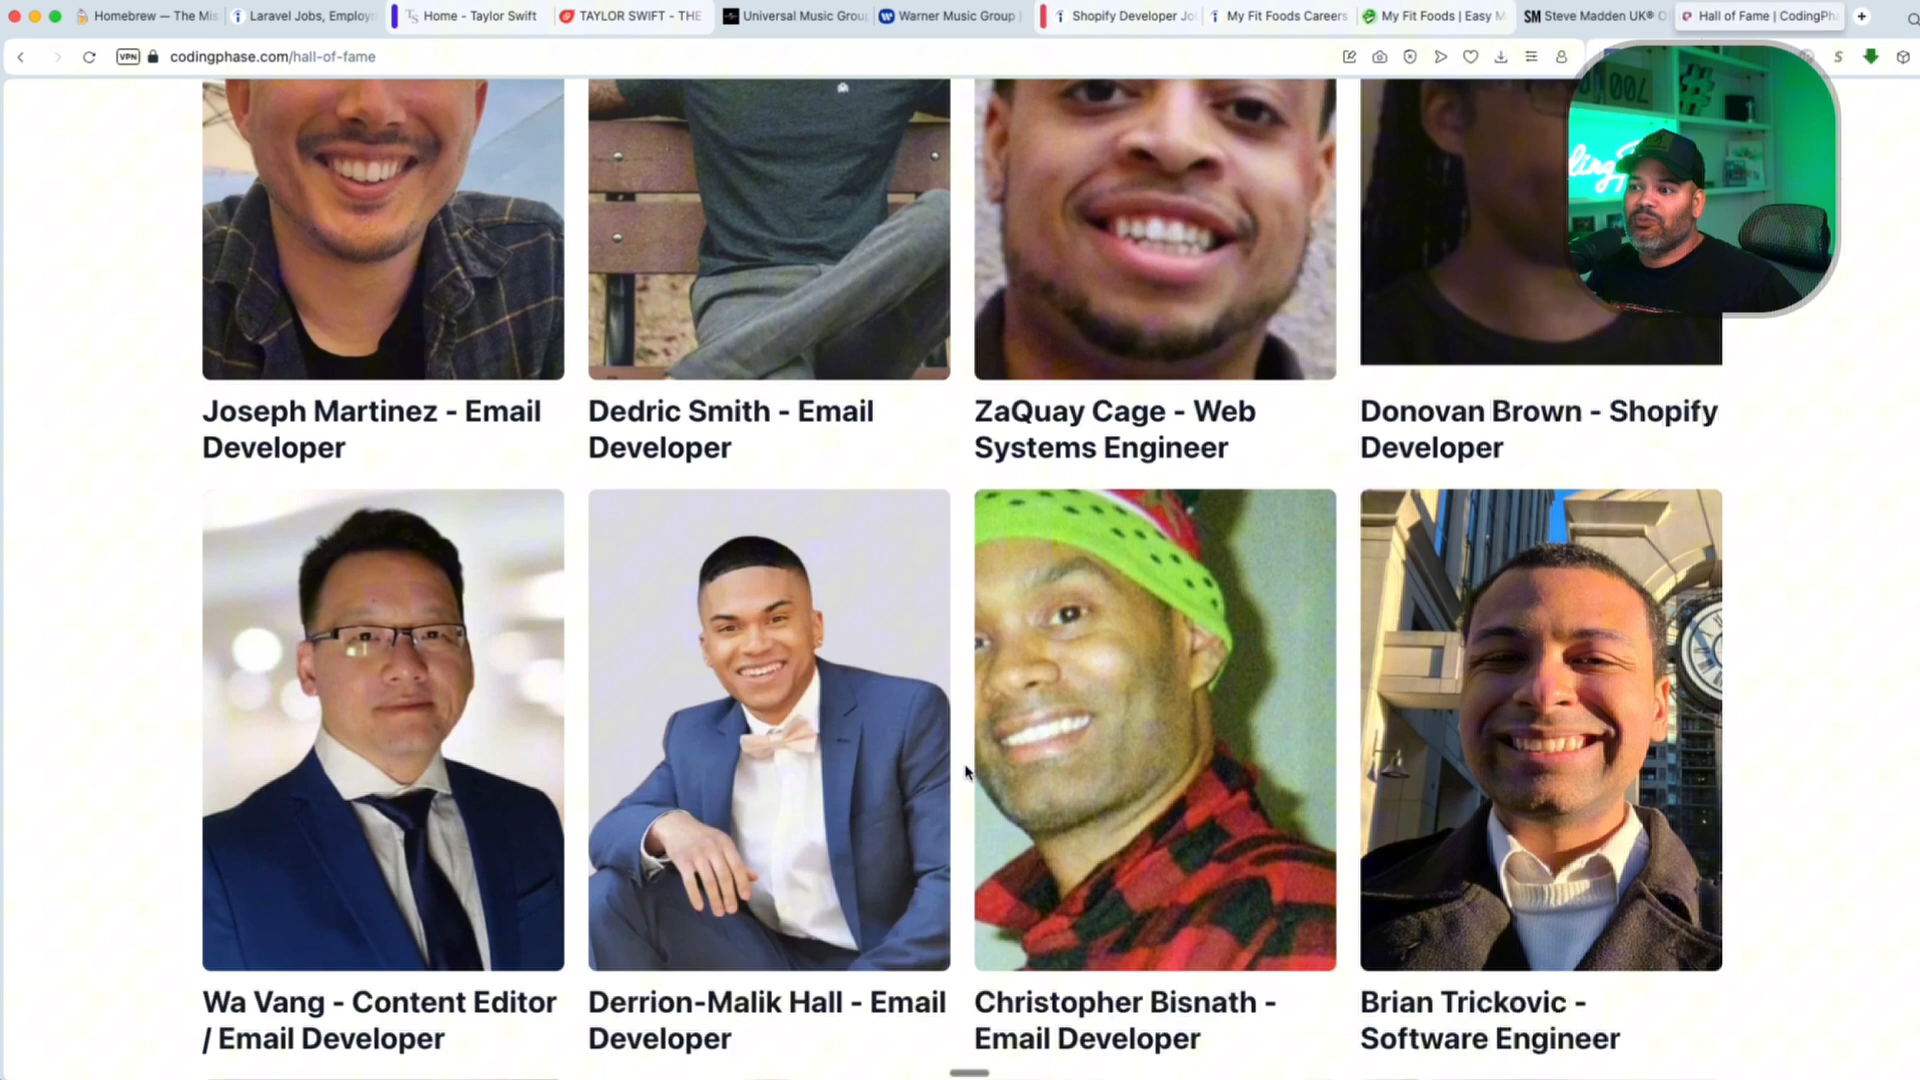 Homebrew — The Mis
Laravel Jobs, Employm
Home - Taylor Swift
TAYLOR SWIFT - THE
Universal Music Grou
Warner Music Group
Shopify Developer Jo
My Fit Foods Careers
My Fit Foods | Easy M
Steve Madden UK® O
Hall of Fame | CodingPha
VPN codingphase.com/hall-of-fame
Joseph Martinez - Email
Developer
Dedric Smith - Email
Developer
ZaQuay Cage - Web
Systems Engineer
Donovan Brown - Shopify
Developer
Wa Vang - Content Editor
/ Email Developer
Derrion-Malik Hall - Email
Developer
Christopher Bisnath -
Email Developer
Brian Trickovic -
Software Engineer